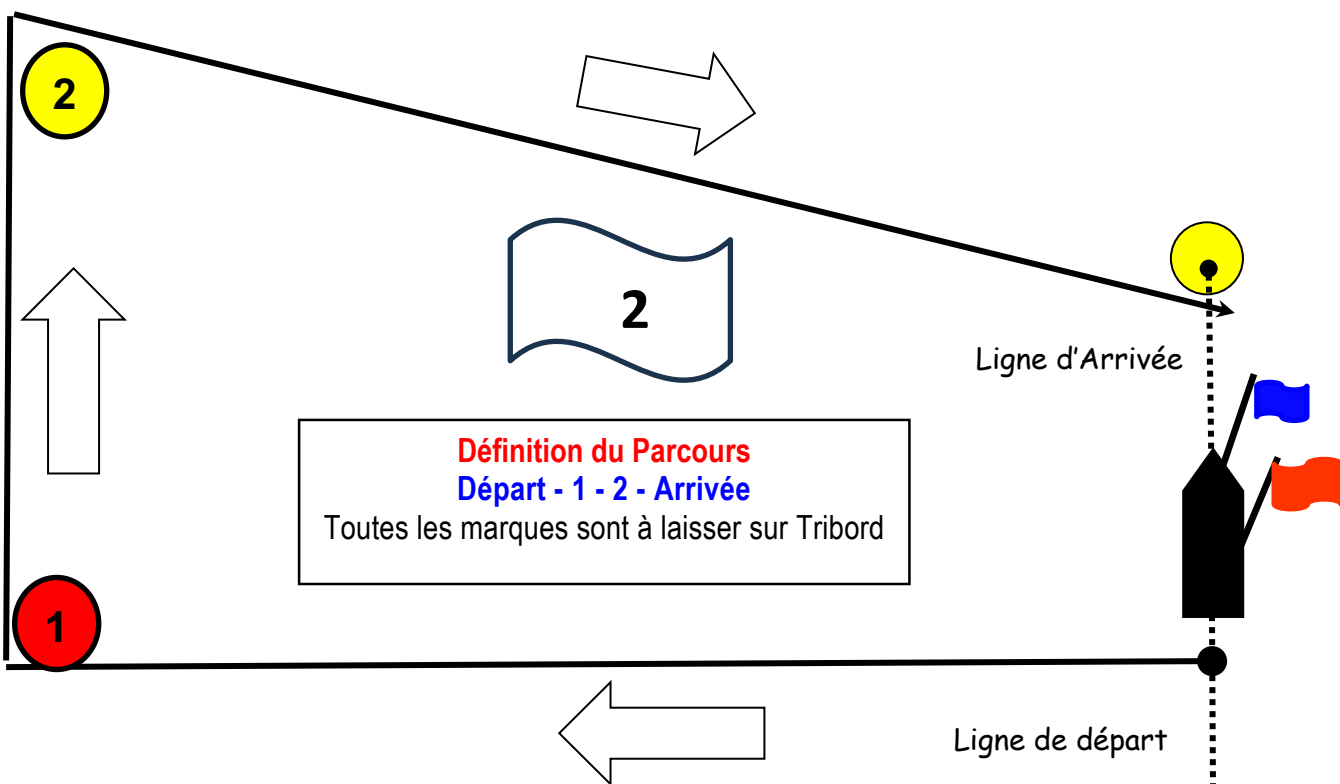 2
2
Ligne d'Arrivée
Définition du Parcours
Départ - 1 - 2 - Arrivée
Toutes les marques sont à laisser sur Tribord
1
Ligne de départ